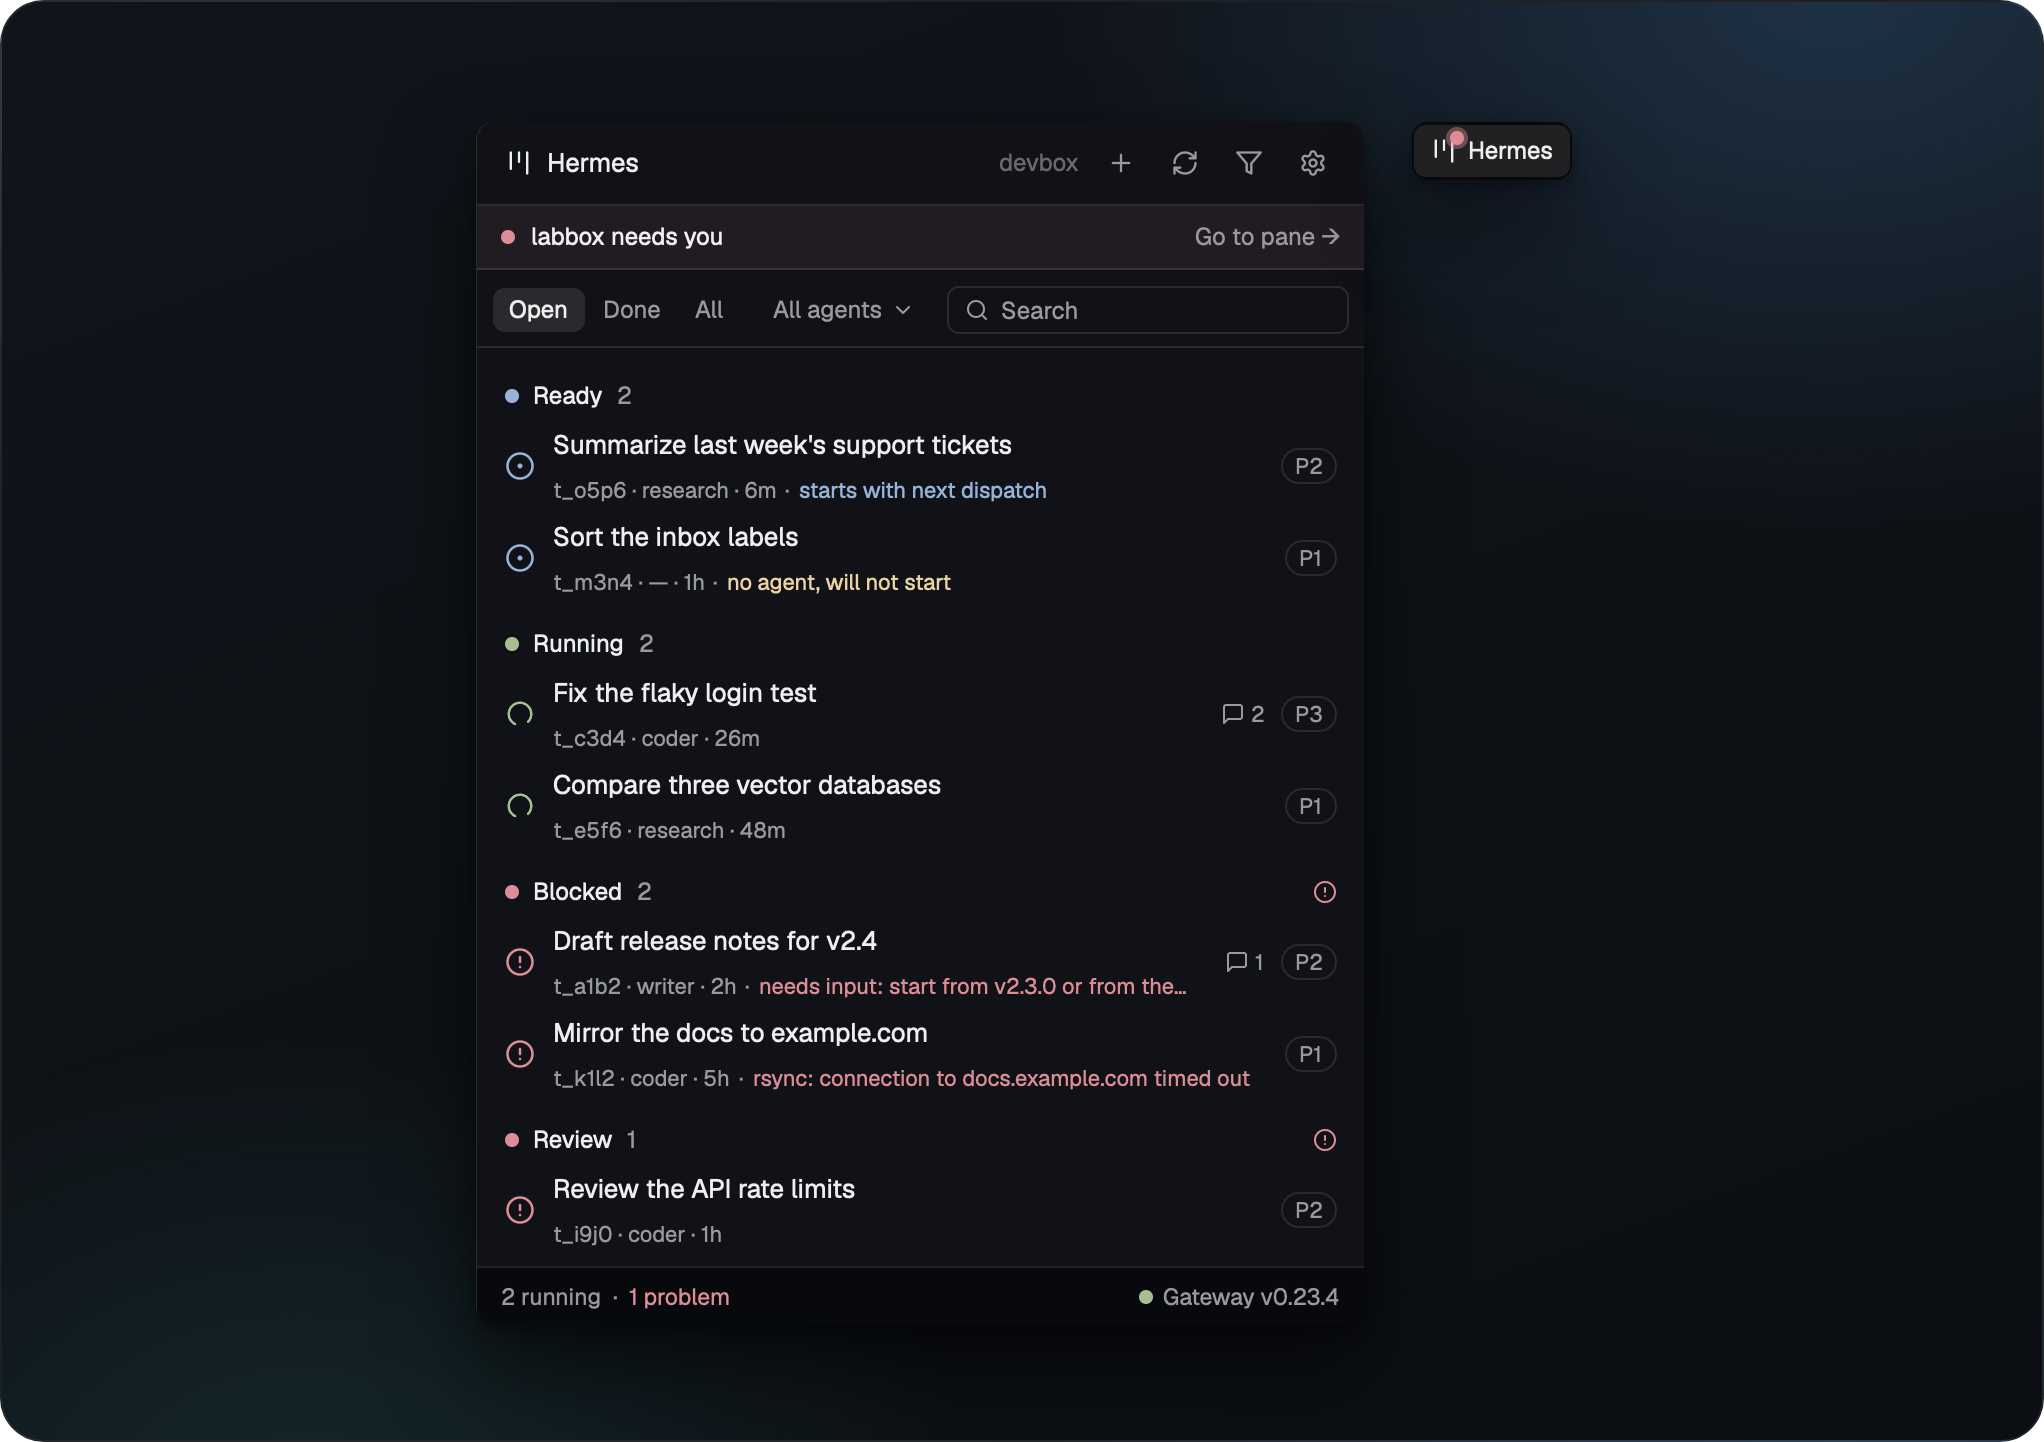 Hermes
devbox
Hermes
labbox needs you
Go to pane →
Open Done All All agents Search
Ready 2
Summarize last week's support tickets
t_o5p6 · research · 6m · starts with next dispatch
P2
Sort the inbox labels
t_m3n4 · — · 1h · no agent, will not start
P1
Running 2
Fix the flaky login test
t_c3d4 · coder · 26m
2 P3
Compare three vector databases
t_e5f6 · research · 48m
P1
Blocked 2
Draft release notes for v2.4
t_a1b2 · writer · 2h · needs input: start from v2.3.0 or from the...
1 P2
Mirror the docs to example.com
t_k1l2 · coder · 5h · rsync: connection to docs.example.com timed out
P1
Review 1
Review the API rate limits
t_i9j0 · coder · 1h
P2
2 running · 1 problem
Gateway v0.23.4